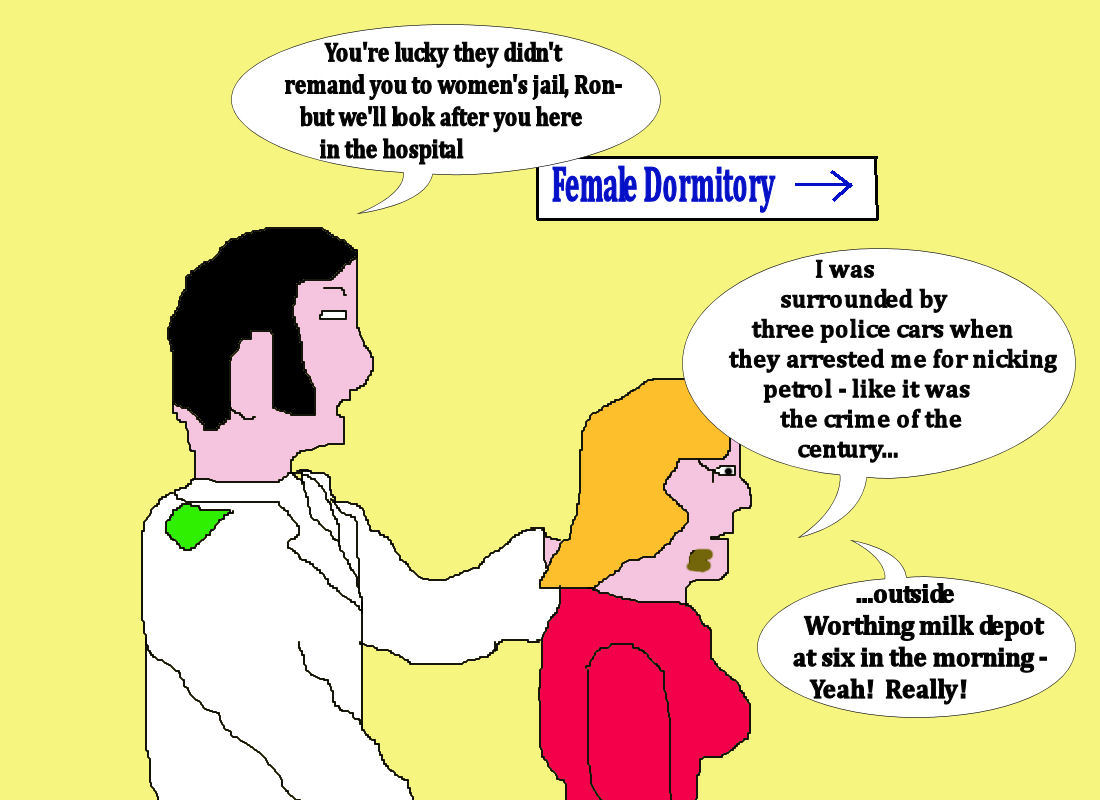 You're lucky they didn't
remand you to women's jail, Ron-
but we'll look after you here
in the hospital
Female Dormitory
I was
surrounded by
three police cars when
they arrested me for nicking
petrol - like it was
the crime of the
century...
...outside
Worthing milk depot
at six in the morning -
Yeah! Really!